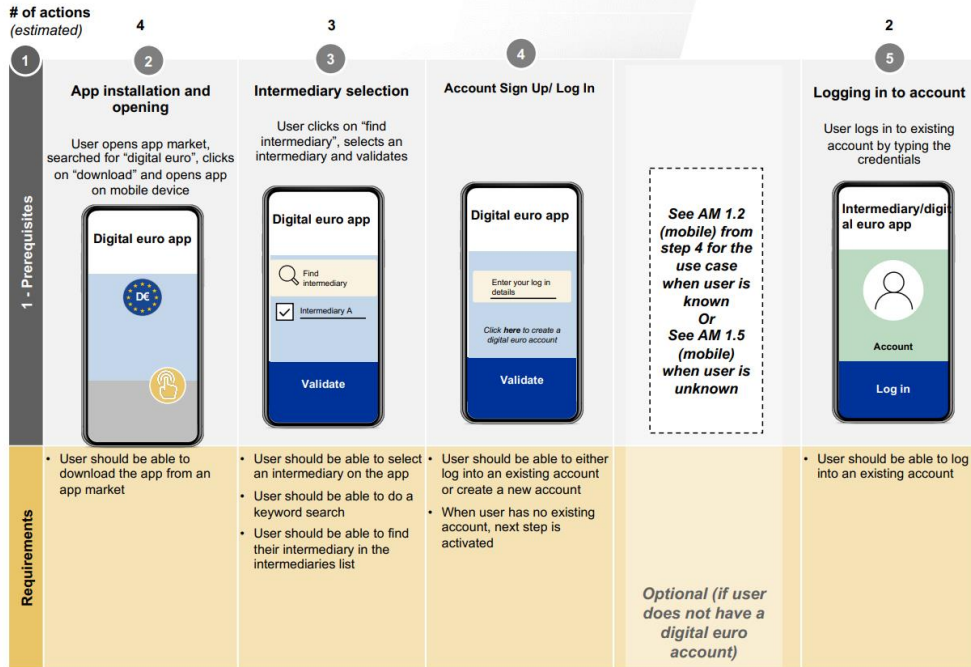 # of actions
(estimated)
4
3
2
1
2
3
4
5
1 - Prerequisites
App installation and
opening
User opens app market,
searched for “digital euro”, clicks
on “download” and opens app
on mobile device
Digital euro app
D€
Intermediary selection
User clicks on “find
intermediary”, selects an
intermediary and validates
Digital euro app
Find
intermediary
Intermediary A
Validate
Account Sign Up/ Log In
Digital euro app
Enter your log in
details
Click here to create a
digital euro account
Validate
See AM 1.2
(mobile) from
step 4 for the
use case
when user is
known
Or
See AM 1.5
(mobile)
when user is
unknown
Logging in to account
User logs in to existing
account by typing the
credentials
Intermediary/digit
al euro app
Account
Log in
Requirements
• User should be able to
download the app from an
app market
• User should be able to select
an intermediary on the app
• User should be able to do a
keyword search
• User should be able to find
their intermediary in the
intermediaries list
• User should be able to either
log into an existing account
or create a new account
• When user has no existing
account, next step is
activated
Optional (if user
does not have a
digital euro
account)
• User should be able to log
into an existing account